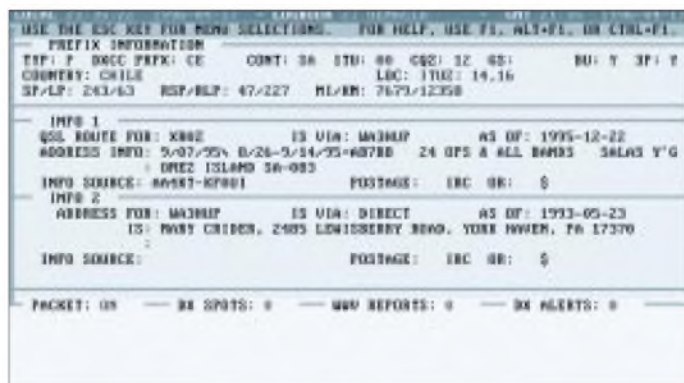 USE THE ESC KEY FOR MENU SELECTIONS. FOR HELP, USE F1, ALT+F1, OR CTRL+F1.
PREFIX INFORMATION
TYP: P DXCC PRFX: CE CONT: SA ITU: 00 CQZ: 12 GS: BU: Y 3P: Y
COUNTRY: CHILE LOC: ITUZ: 14,16
SP/LP: 243/63 RSP/RLP: 47/227 MI/KM: 7679/12358
INFO 1
QSL ROUTE FOR: XR0Z IS VIA: WA3HUP AS OF: 1995-12-22
ADDRESS INFO: 9/07/95% 8/26-9/14/95=AB7BB 24 OPS & ALL BANDS SALAS Y'G
: GMEZ ISLAND SA-083
INFO SOURCE: POSTAGE: IRC OR: $
INFO 2
ADDRESS FOR: WA3HUP IS VIA: DIRECT AS OF: 1993-05-23
IS: MARY CRIDER, 2485 LEWISBERRY ROAD, YORK HAVEN, PA 17370
:
INFO SOURCE: POSTAGE: IRC OR: $
PACKET: ON DX SPOTS: 0 WWV REPORTS: 0 DX ALERTS: 0